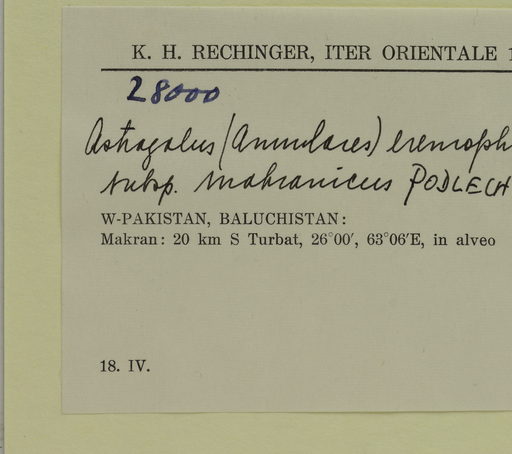 K. H. RECHINGER, ITER ORIENTALE 1
28000
Astragalus (Annulares) eremoph
subsp. makranicus PODLECH
W-PAKISTAN, BALUCHISTAN:
Makran: 20 km S Turbat, 26°00′, 63°06′E, in alveo
18. IV.